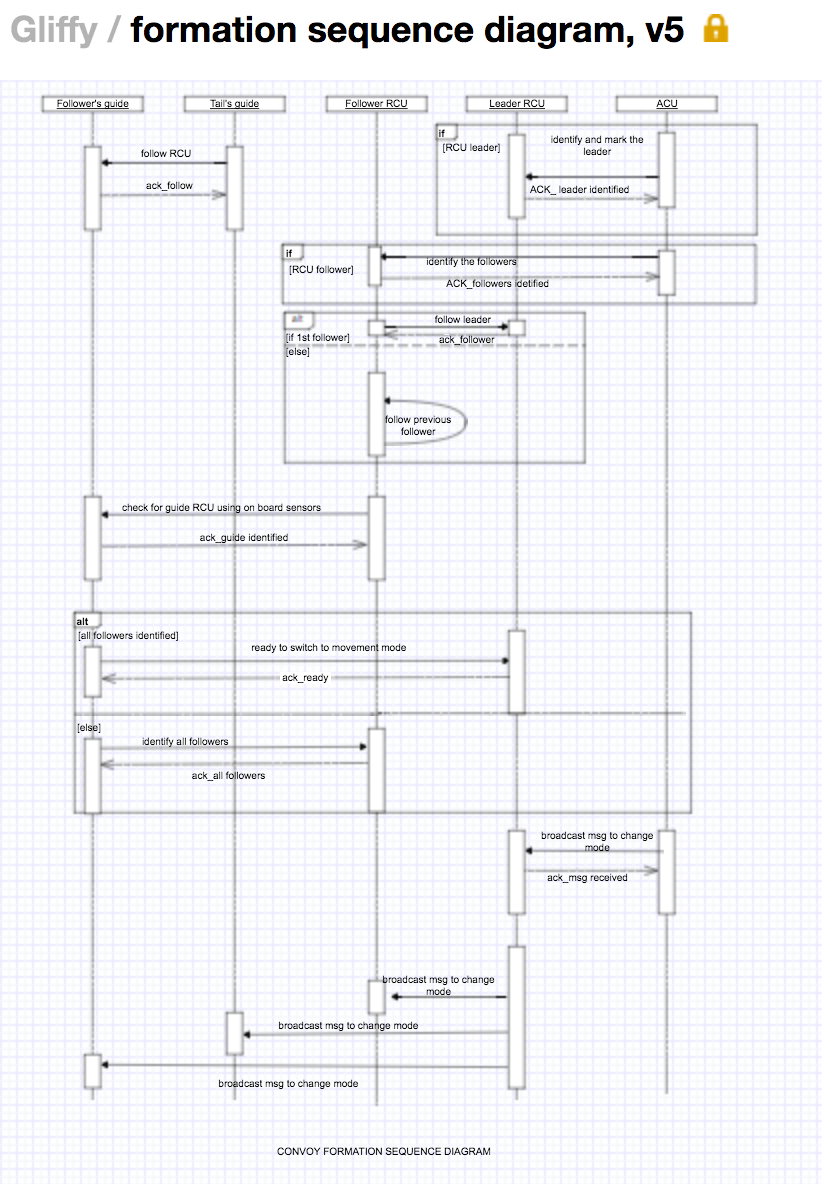 Gliffy / formation sequence diagram, v5
Follower's guide
Tail's guide
Follower RCU
Leader RCU
ACU
if
[RCU leader]
identify and mark the
leader
follow RCU
ack_follow
ACK_ leader identified
if
[RCU follower]
identify the followers
ACK_followers idetified
alt
follow leader
[if 1st follower]
ack_follower
[else]
follow previous
follower
check for guide RCU using on board sensors
ack_guide identified
alt
[all followers identified]
ready to switch to movement mode
ack_ready
[else]
identify all followers
ack_all followers
broadcast msg to change
mode
ack_msg received
broadcast msg to change
mode
broadcast msg to change mode
broadcast msg to change mode
CONVOY FORMATION SEQUENCE DIAGRAM